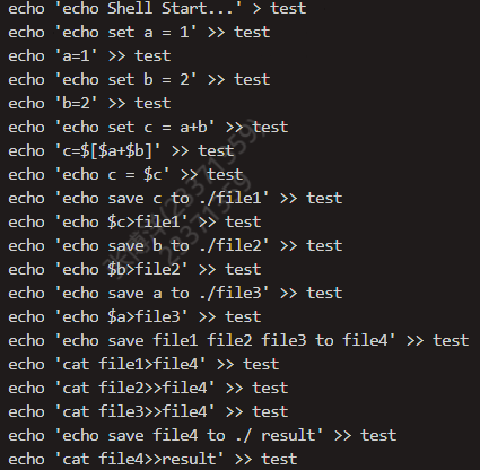 echo 'echo Shell Start...' > test
echo 'echo set a = 1' >> test
echo 'a=1' >> test
echo 'echo set b = 2' >> test
echo 'b=2' >> test
echo 'echo set c = a+b' >> test
echo 'c=$[$a+$b]' >> test
echo 'echo c = $c' >> test
echo 'echo save c to ./file1' >> test
echo 'echo $c>file1' >> test
echo 'echo save b to ./file2' >> test
echo 'echo $b>file2' >> test
echo 'echo save a to ./file3' >> test
echo 'echo $a>file3' >> test
echo 'echo save file1 file2 file3 to file4' >> test
echo 'cat file1>file4' >> test
echo 'cat file2>>file4' >> test
echo 'cat file3>>file4' >> test
echo 'echo save file4 to ./ result' >> test
echo 'cat file4>>result' >> test
23371359